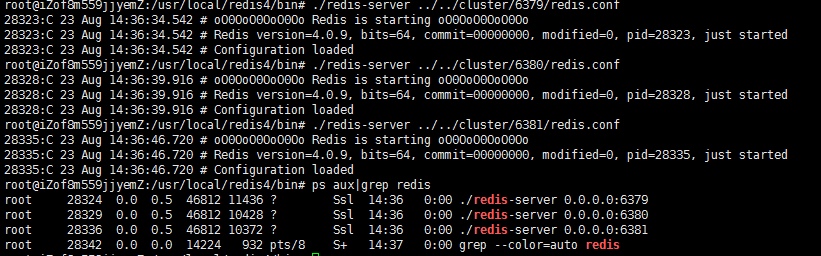 root@iZof8m559jjyemZ:/usr/local/redis4/bin# ./redis-server ../../cluster/6379/redis.conf
28323:C 23 Aug 14:36:34.542 # oO0OoO0OoO0Oo Redis is starting oO0OoO0OoO0Oo
28323:C 23 Aug 14:36:34.542 # Redis version=4.0.9, bits=64, commit=00000000, modified=0, pid=28323, just started
28323:C 23 Aug 14:36:34.542 # Configuration loaded
root@iZof8m559jjyemZ:/usr/local/redis4/bin# ./redis-server ../../cluster/6380/redis.conf
28328:C 23 Aug 14:36:39.916 # oO0OoO0OoO0Oo Redis is starting oO0OoO0OoO0Oo
28328:C 23 Aug 14:36:39.916 # Redis version=4.0.9, bits=64, commit=00000000, modified=0, pid=28328, just started
28328:C 23 Aug 14:36:39.916 # Configuration loaded
root@iZof8m559jjyemZ:/usr/local/redis4/bin# ./redis-server ../../cluster/6381/redis.conf
28335:C 23 Aug 14:36:46.720 # oO0OoO0OoO0Oo Redis is starting oO0OoO0OoO0Oo
28335:C 23 Aug 14:36:46.720 # Redis version=4.0.9, bits=64, commit=00000000, modified=0, pid=28335, just started
28335:C 23 Aug 14:36:46.720 # Configuration loaded
root@iZof8m559jjyemZ:/usr/local/redis4/bin# ps aux|grep redis
root 28324 0.0 0.5 46812 11436 ? Ssl 14:36 0:00 ./redis-server 0.0.0.0:6379
root 28329 0.0 0.5 46812 10428 ? Ssl 14:36 0:00 ./redis-server 0.0.0.0:6380
root 28336 0.0 0.5 46812 10372 ? Ssl 14:36 0:00 ./redis-server 0.0.0.0:6381
root 28342 0.0 0.0 14224 932 pts/8 S+ 14:37 0:00 grep --color=auto redis